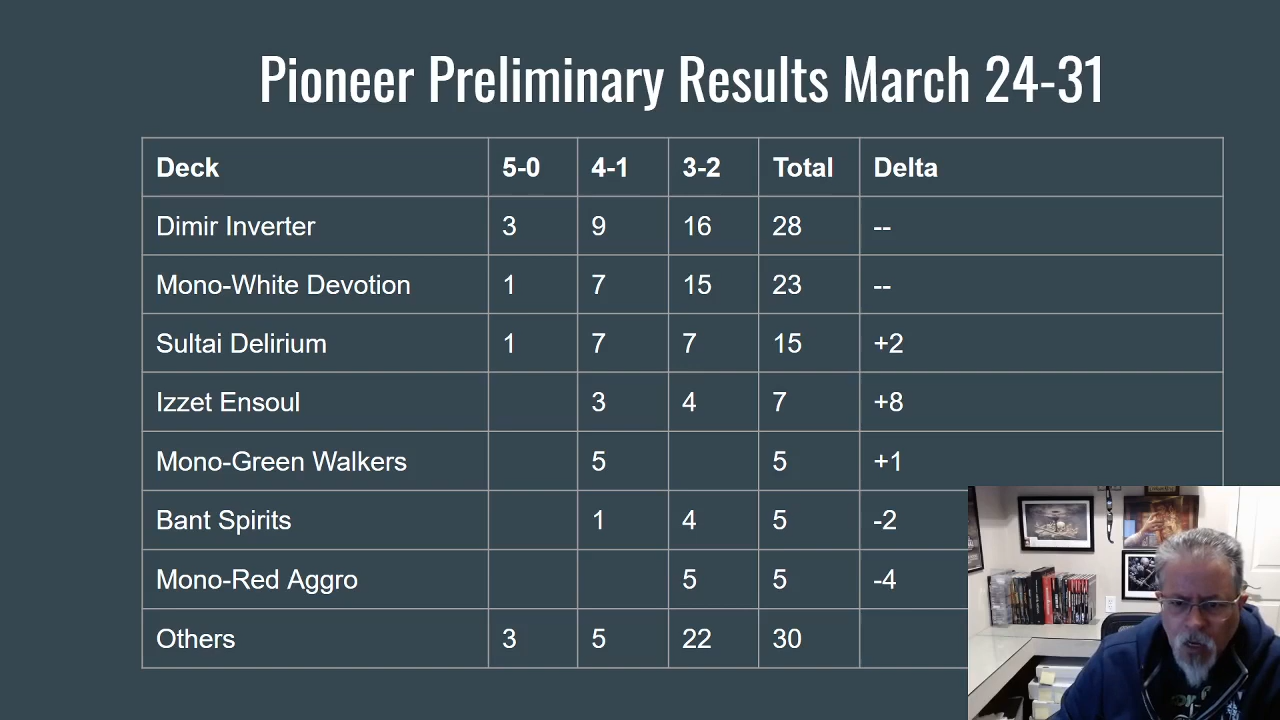 Pioneer Preliminary Results March 24-31
Deck 5-0 4-1 3-2 Total Delta
Dimir Inverter 3 9 16 28 --
Mono-White Devotion 1 7 15 23 --
Sultai Delirium 1 7 7 15 +2
Izzet Ensoul 3 4 7 +8
Mono-Green Walkers 5 5 +1
Bant Spirits 1 4 5 -2
Mono-Red Aggro 5 5 -4
Others 3 5 22 30